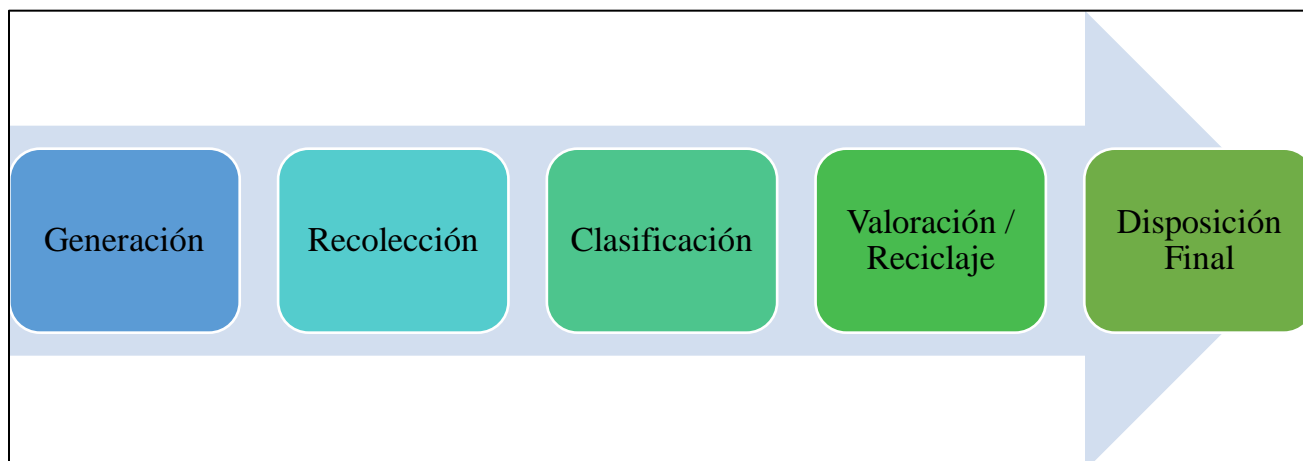 Generación
Recolección
Clasificación
Valoración /
Reciclaje
Disposición
Final